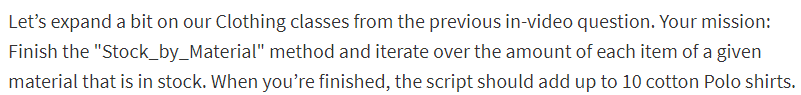 Let’s expand a bit on our Clothing classes from the previous in-video question. Your mission:
Finish the "Stock_by_Material" method and iterate over the amount of each item of a given
material that is in stock. When you’re finished, the script should add up to 10 cotton Polo shirts.